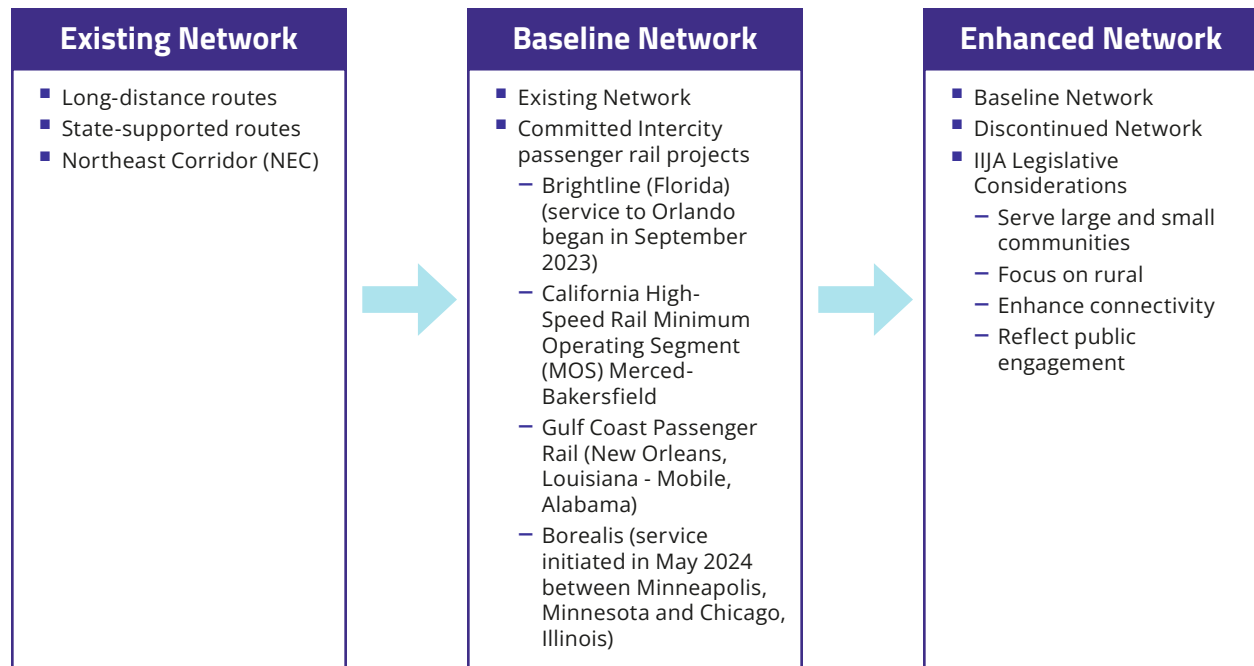 Existing Network
■ Long-distance routes
■ State-supported routes
■ Northeast Corridor (NEC)
Baseline Network
■ Existing Network
■ Committed Intercity
passenger rail projects
– Brightline (Florida)
(service to Orlando
began in September
2023)
– California High-
Speed Rail Minimum
Operating Segment
(MOS) Merced-
Bakersfield
– Gulf Coast Passenger
Rail (New Orleans,
Louisiana - Mobile,
Alabama)
– Borealis (service
initiated in May 2024
between Minneapolis,
Minnesota and Chicago,
Illinois)
Enhanced Network
■ Baseline Network
■ Discontinued Network
■ IIJA Legislative
Considerations
– Serve large and small
communities
– Focus on rural
– Enhance connectivity
– Reflect public
engagement